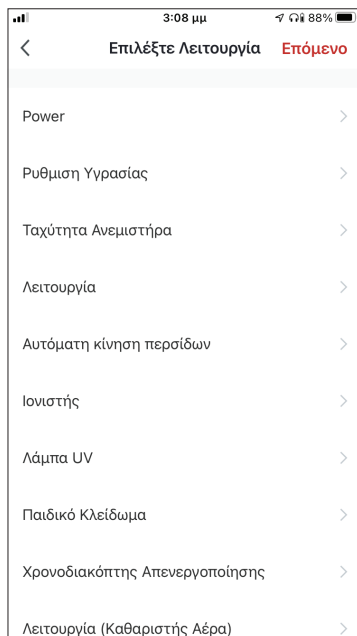 3:08 μμ
88%
Επιλέξτε Λειτουργία
Επόμενο
Power
Ρυθμιση Υγρασίας
Ταχύτητα Ανεμιστήρα
Λειτουργία
Αυτόματη κίνηση περσίδων
Ιονιστής
Λάμπα UV
Παιδικό Κλείδωμα
Χρονοδιακόπτης Απενεργοποίησης
Λειτουργία (Καθαριστής Αέρα)